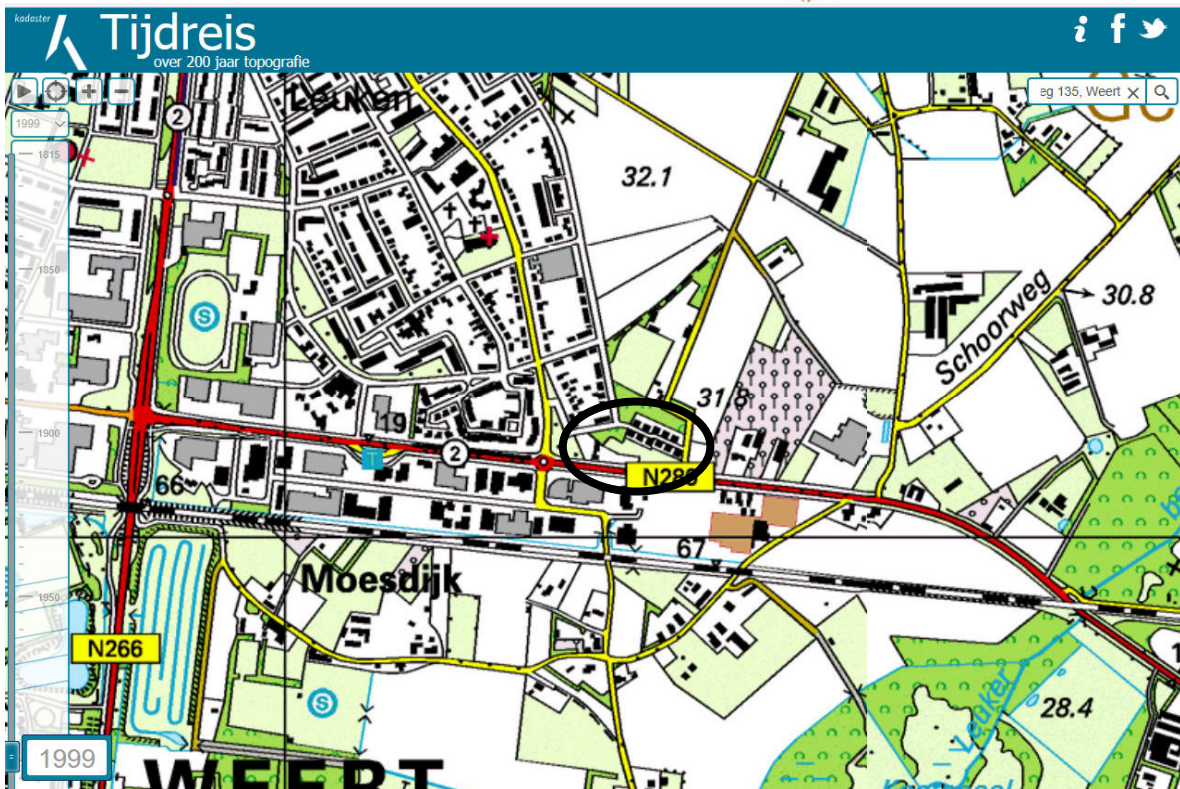 kadaster
Tijdreis
over 200 jaar topografie
1999
eg 135, Weert
1815
1850
1900
1950
1999
Leuken
2
32.1
30.8
Schoorweg
S
31.8
19
2
T
66
67
Moesdijk
N266
S
Leuker
28.4
WEERT